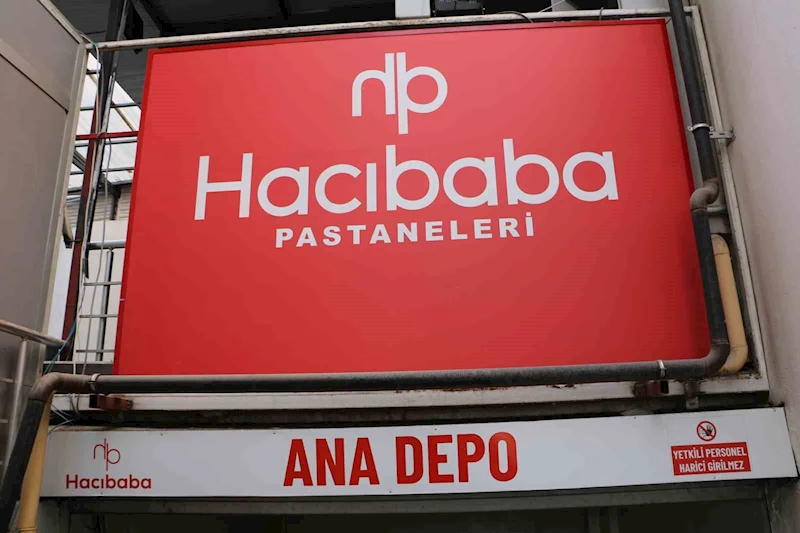 hb
Hacıbaba
PASTANELERİ
hb
Hacıbaba
ANA DEPO
YETKİLİ PERSONEL
HARİCİ GİRİLMEZ